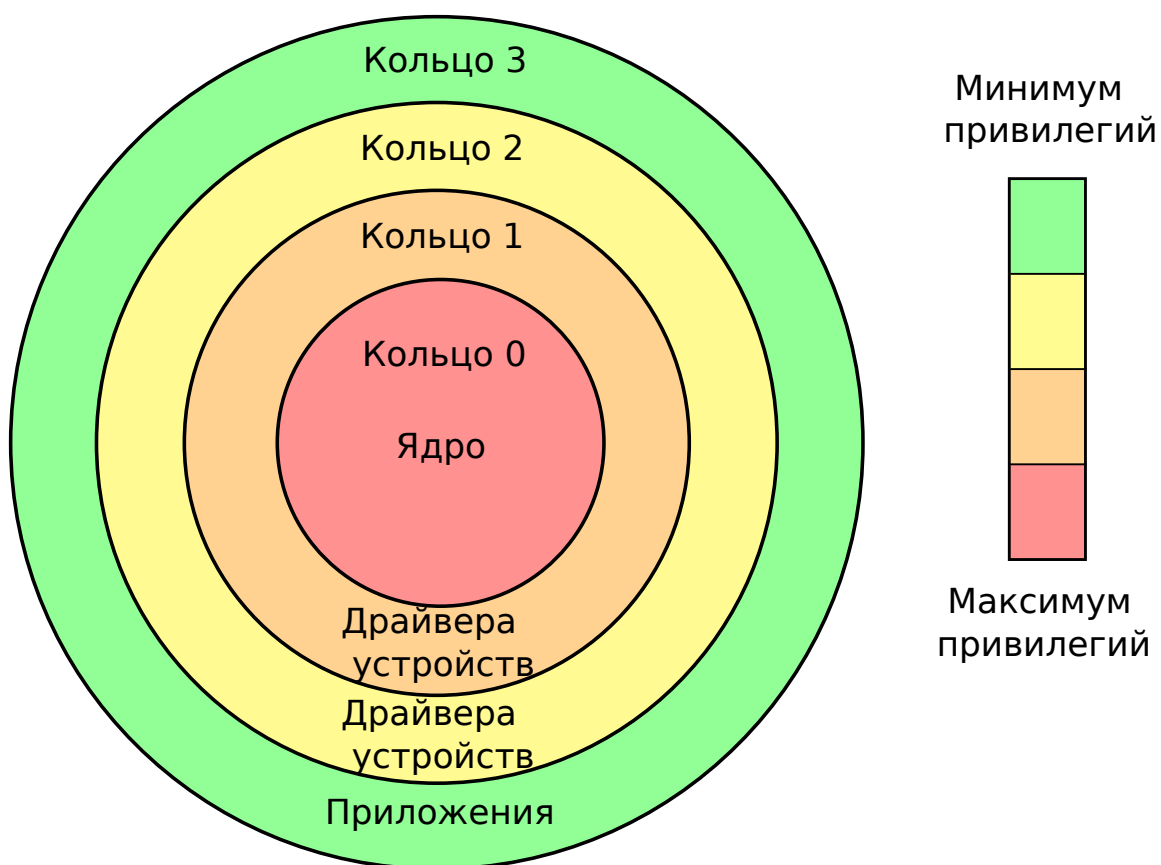 Кольцо 3
Кольцо 2
Кольцо 1
Кольцо 0
Ядро
Драйвера
устройств
Драйвера
устройств
Приложения
Минимум
привилегий
Максимум
привилегий